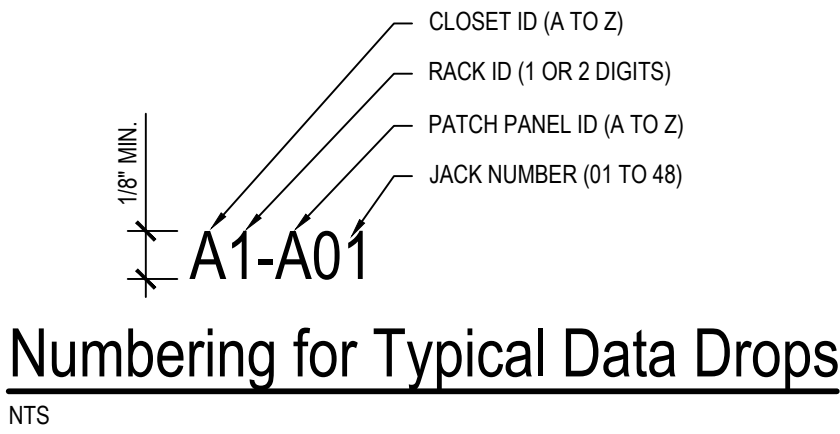 CLOSET ID (A TO Z)
RACK ID (1 OR 2 DIGITS)
PATCH PANEL ID (A TO Z)
JACK NUMBER (01 TO 48)
1/8" MIN.
A1-A01
Numbering for Typical Data Drops
NTS